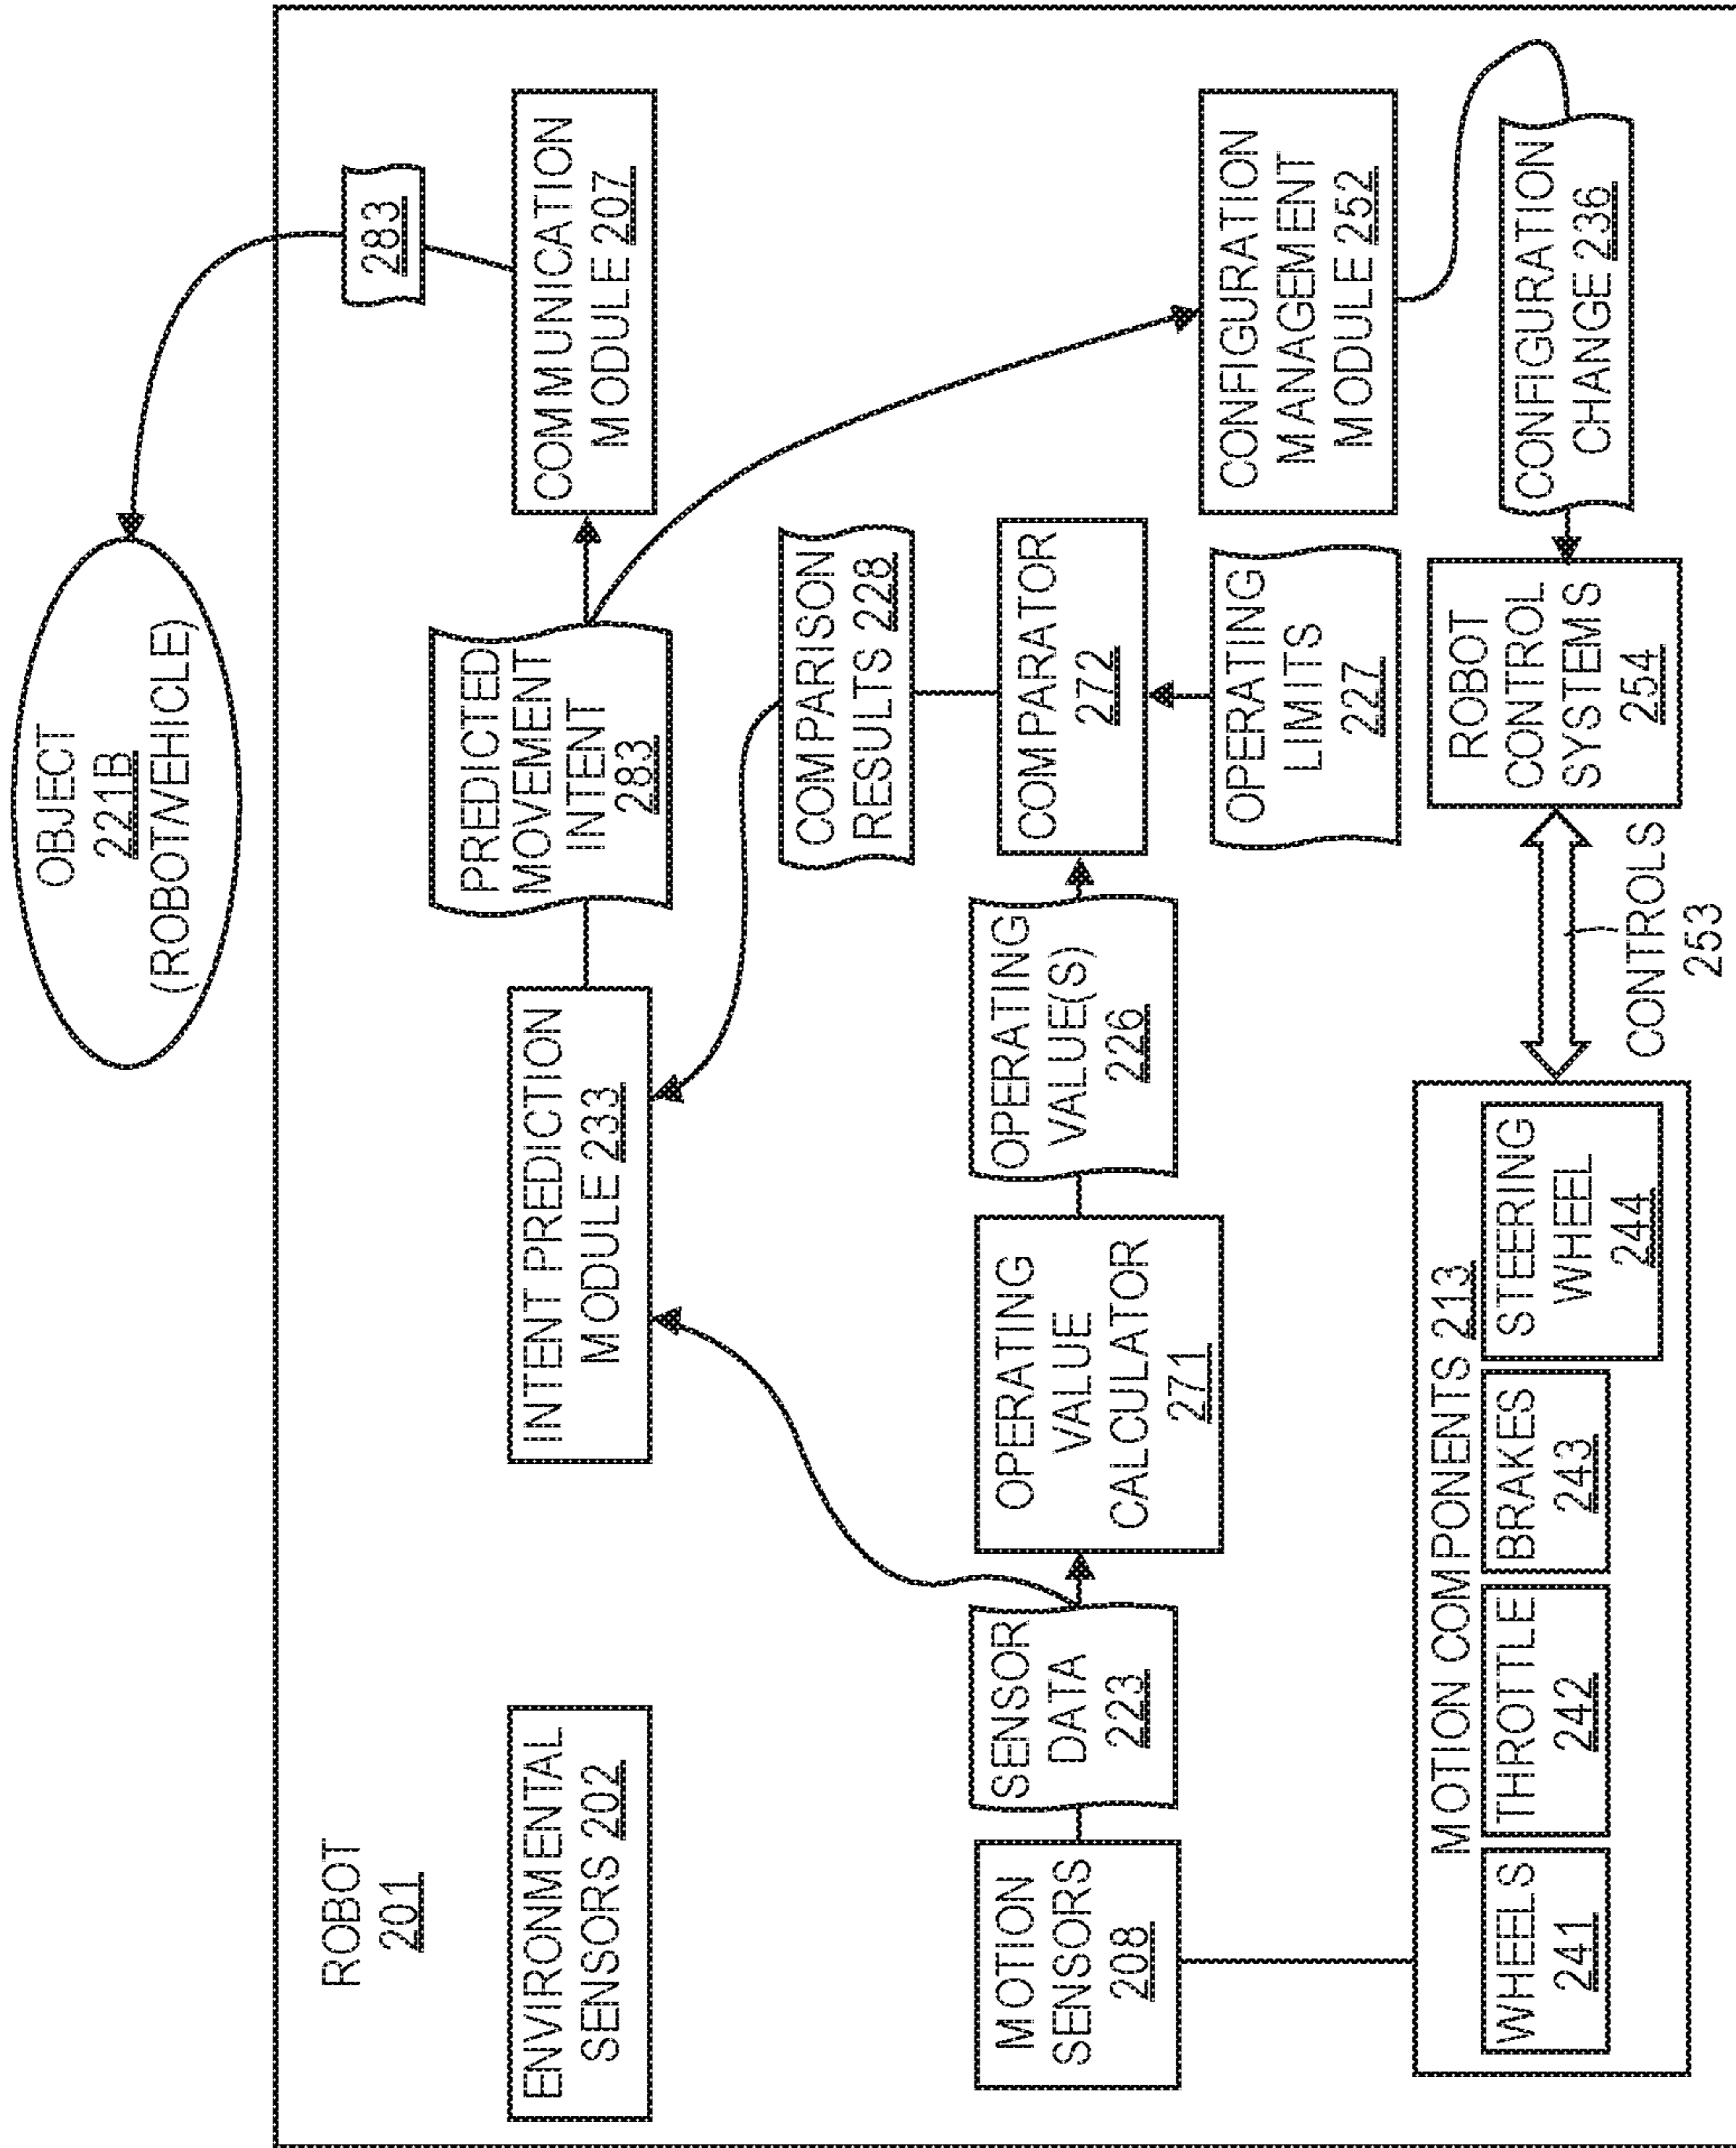 OBJECT
221B
(ROBOT/VEHICLE)
ROBOT
201
283
ENVIRONMENTAL
SENSORS 202
INTENT PREDICTION
MODULE 233
PREDICTED
MOVEMENT
INTENT
283
COMMUNICATION
MODULE 207
COMPARISON
RESULTS 228
MOTION
SENSORS
208
SENSOR
DATA
223
OPERATING
VALUE
CALCULATOR
271
OPERATING
VALUE(S)
226
COMPARATOR
272
OPERATING
LIMITS
227
CONFIGURATION
MANAGEMENT
MODULE 252
MOTION COMPONENTS 213
WHEELS
241
THROTTLE
242
BRAKES
243
STEERING
WHEEL
244
CONTROLS
253
ROBOT
CONTROL
SYSTEMS
254
CONFIGURATION
CHANGE 236